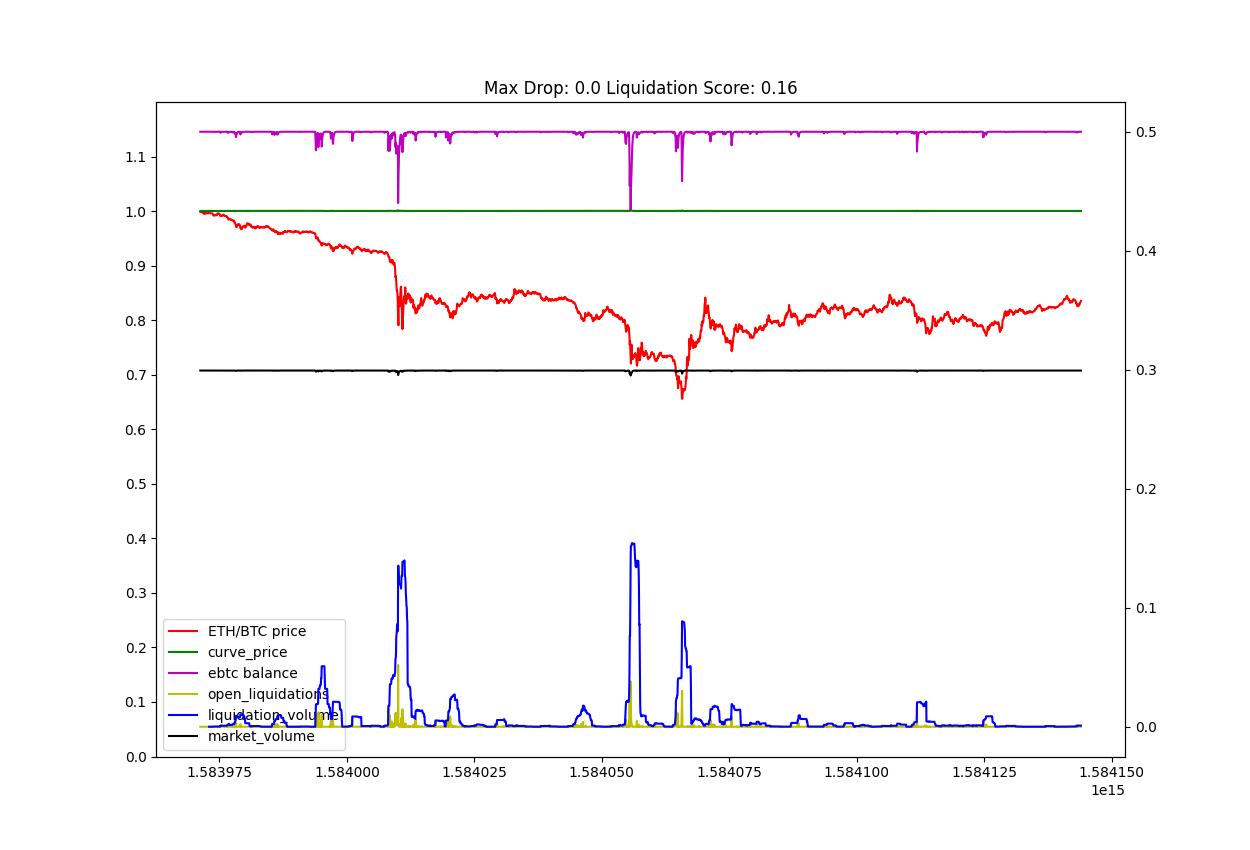 Max Drop: 0.0 Liquidation Score: 0.16
1.1
1.0
0.9
0.8
0.7
0.6
0.5
0.4
0.3
0.2
0.1
0.0
0.5
0.4
0.3
0.2
0.1
0.0
ETH/BTC price
curve_price
ebtc balance
open_liquidations
liquidation_volume
market_volume
1.583975 1.584000 1.584025 1.584050 1.584075 1.584100 1.584125 1.584150
1e15